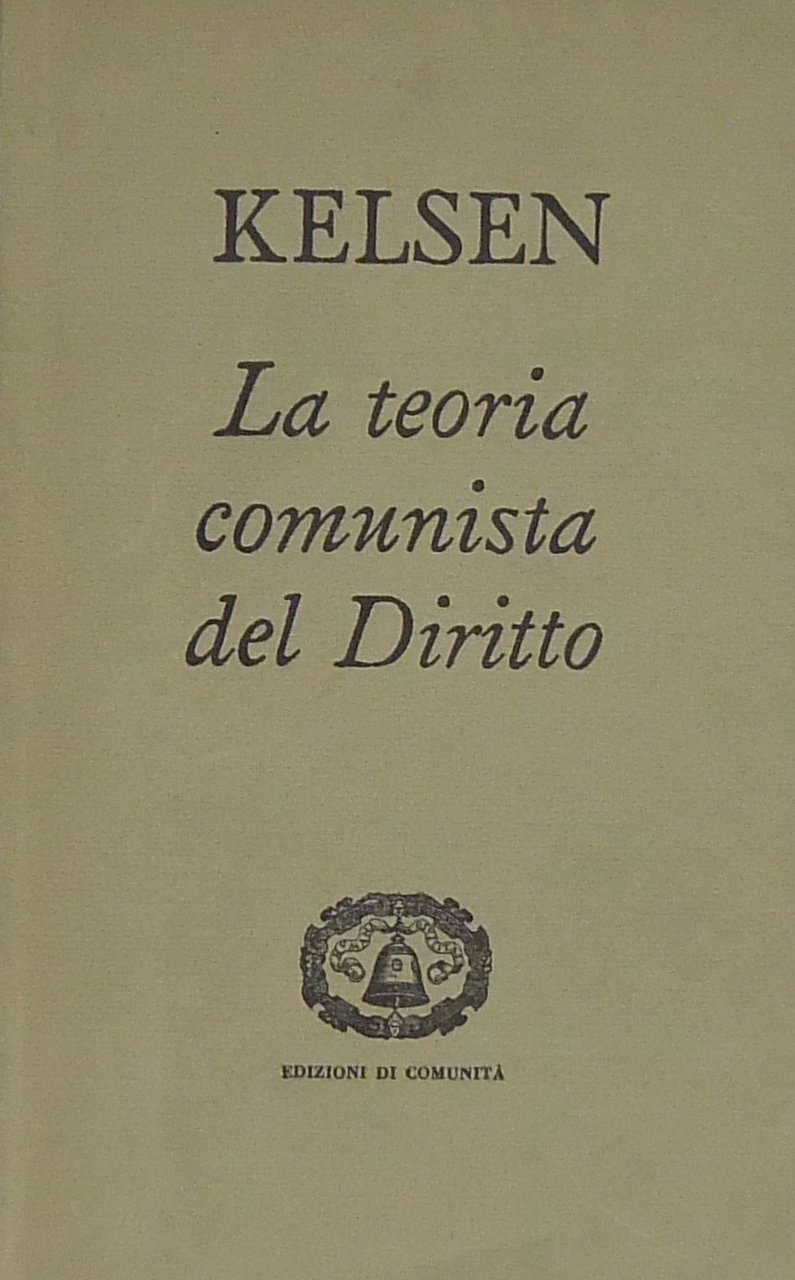 KELSEN
La teoria
comunista
del Diritto
EDIZIONI DI COMUNITÀ